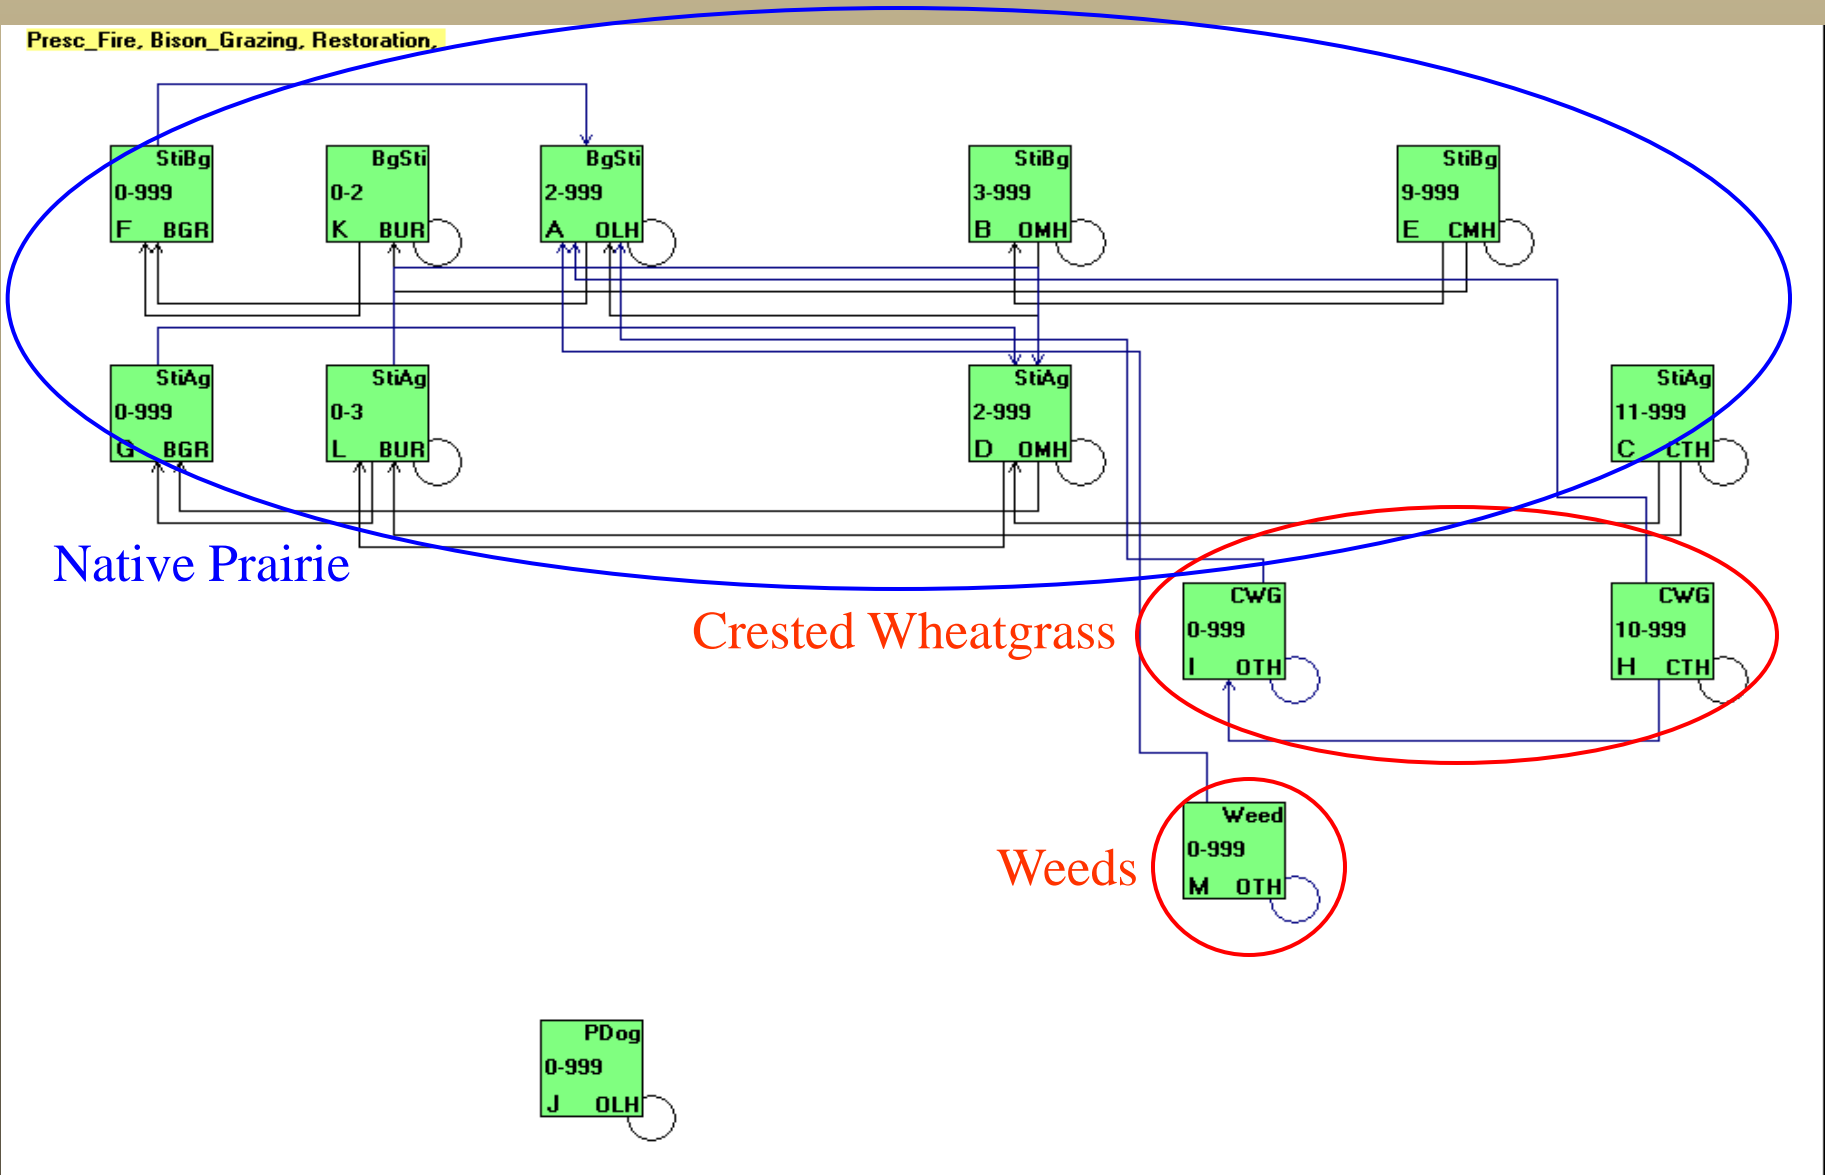 Presc_Fire, Bison_Grazing, Restoration,
StiBg
0-999
F BGR
BgSti
0-2
K BUR
BgSti
2-999
A OLH
StiBg
3-999
B OMH
StiBg
9-999
E CMH
StiAg
0-999
G BGR
StiAg
0-3
L BUR
StiAg
2-999
D OMH
StiAg
11-999
C CTH
Native Prairie
Crested Wheatgrass
CWG
0-999
I OTH
CWG
10-999
H CTH
Weeds
Weed
0-999
M OTH
PDog
0-999
J OLH